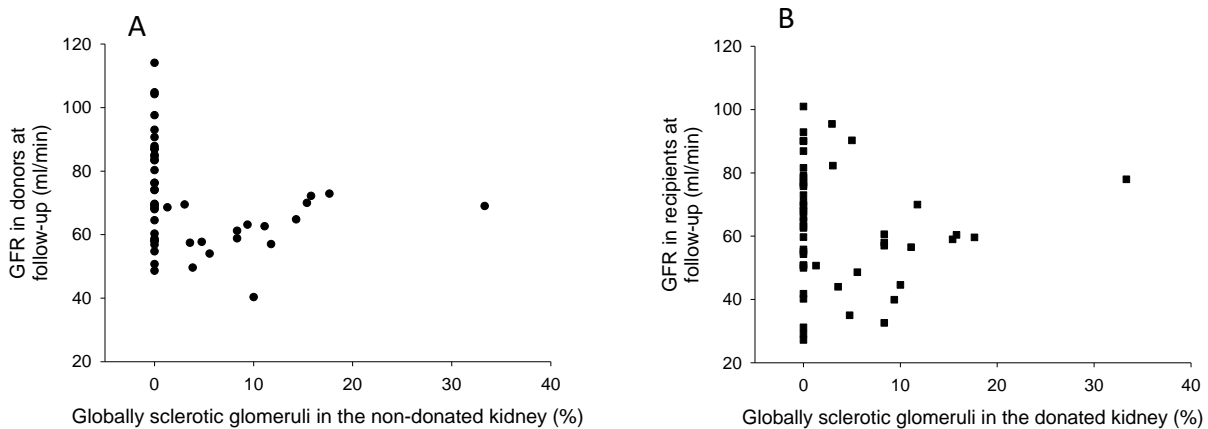 A
GFR in donors at
follow-up (ml/min)
120
100
80
60
40
20
0
10
20
30
40
Globally sclerotic glomeruli in the non-donated kidney (%)
B
GFR in recipients at
follow-up (ml/min)
120
100
80
60
40
20
0
10
20
30
40
Globally sclerotic glomeruli in the donated kidney (%)